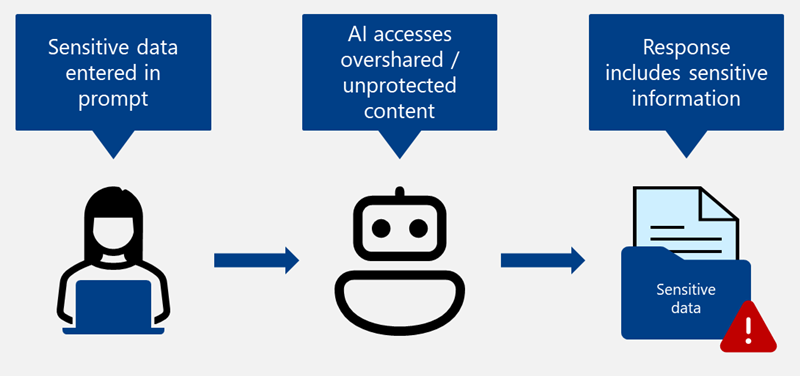 Sensitive data
entered in
prompt
AI accesses
overshared /
unprotected
content
Response
includes sensitive
information
Sensitive
data